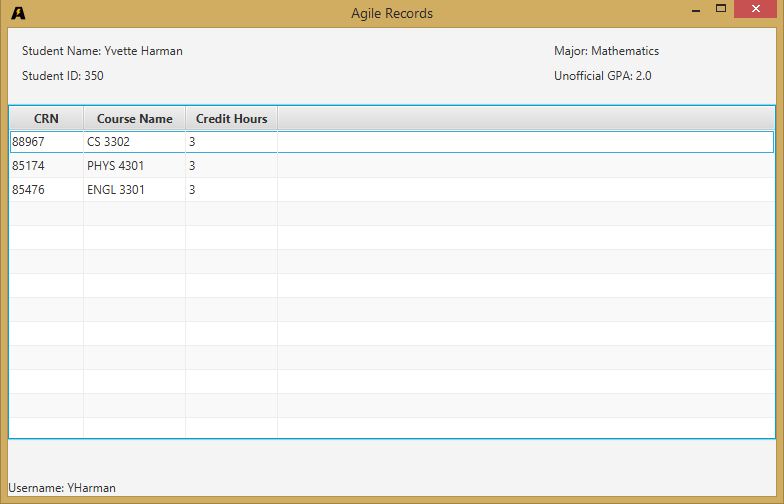 Agile Records
Student Name: Yvette Harman
Major: Mathematics
Student ID: 350
Unofficial GPA: 2.0
CRN Course Name Credit Hours
88967 CS 3302 3
85174 PHYS 4301 3
85476 ENGL 3301 3
Username: YHarman